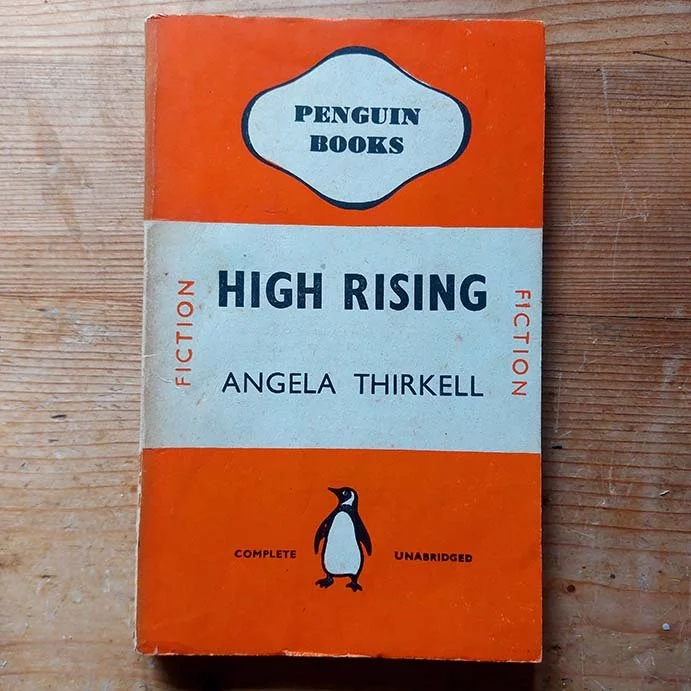 PENGUIN
BOOKS
HIGH RISING
FICTION
FICTION
ANGELA THIRKELL
COMPLETE UNABRIDGED